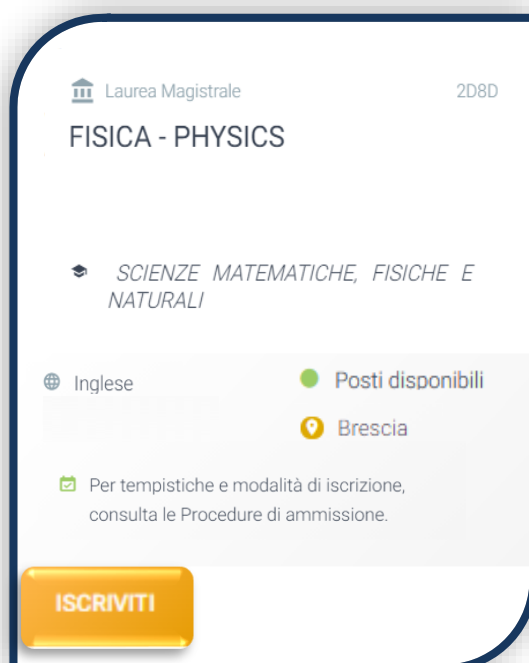 Laurea Magistrale 2D8D
FISICA - PHYSICS
SCIENZE MATEMATICHE, FISICHE E
NATURALI
Inglese
Posti disponibili
Brescia
Per tempistiche e modalità di iscrizione,
consulta le Procedure di ammissione.
ISCRIVITI